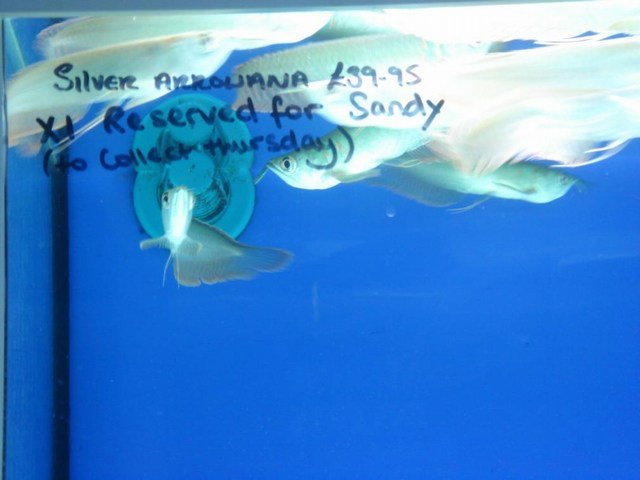 SILVER ARROWANA £39-95
X1 Reserved for Sandy
(to Collect thursday)